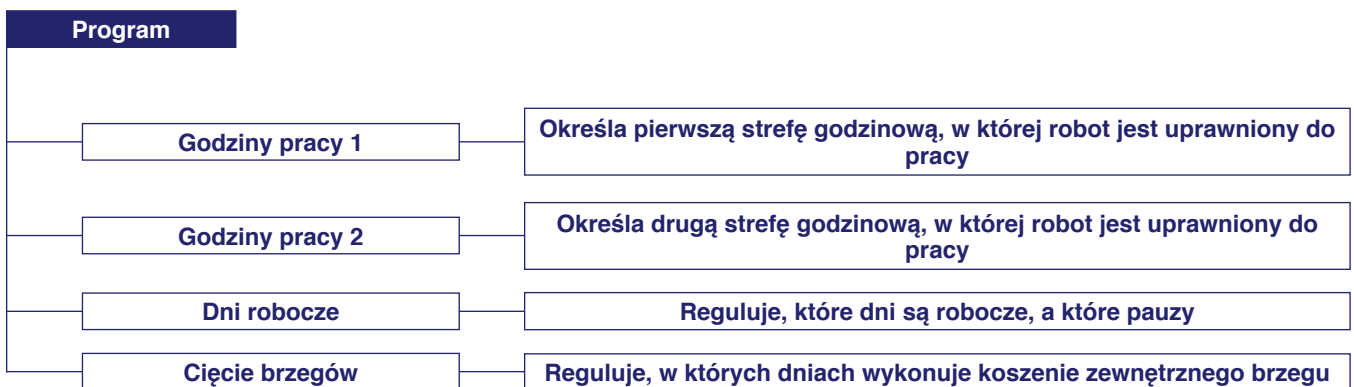 Program
Godziny pracy 1
Określa pierwszą strefę godzinową, w której robot jest uprawniony do
pracy
Godziny pracy 2
Określa drugą strefę godzinową, w której robot jest uprawniony do
pracy
Dni robocze
Reguluje, które dni są robocze, a które pauzy
Cięcie brzegów
Reguluje, w których dniach wykonuje koszenie zewnętrznego brzegu